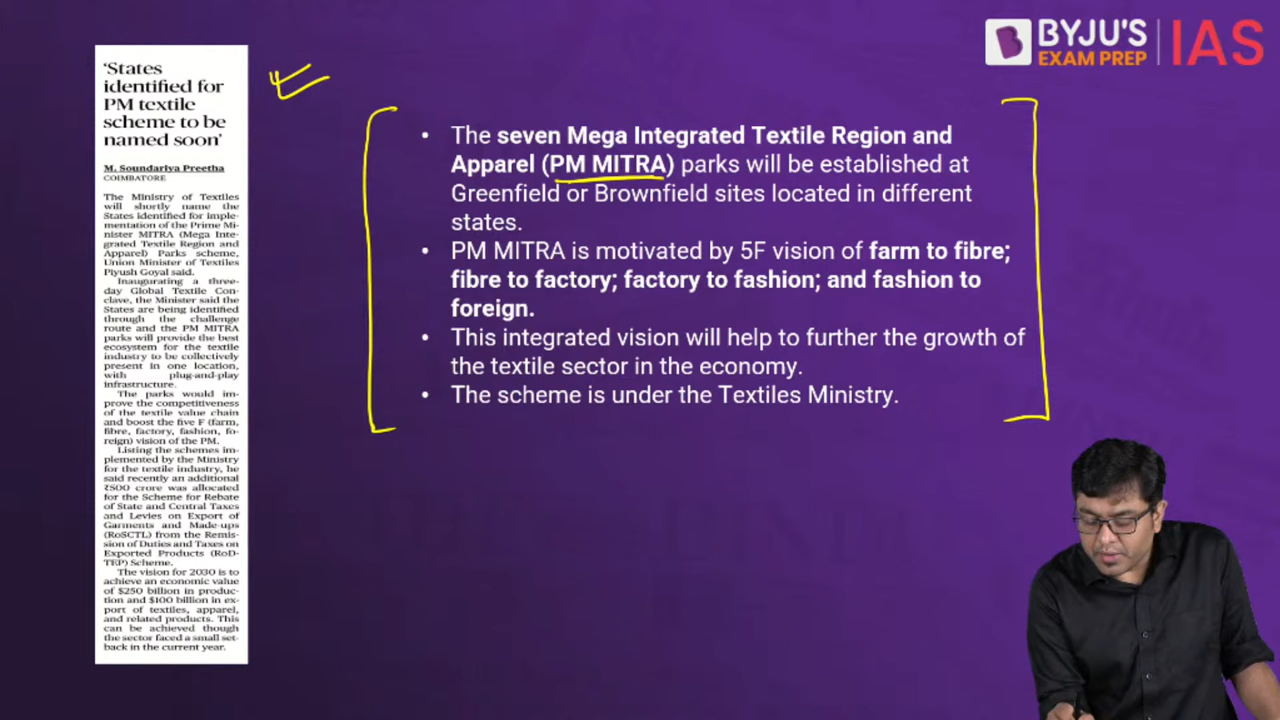 BYJU'S
EXAM PREP
IAS
'States
identified for
PM textile
scheme to be
named soon'
M. Soundariya Preetha
COIMBATORE
The Ministry of Textiles
will shortly name the
States identified for imple-
mentation of the Prime Mi-
nister MITRA (Mega Inte-
grated Textile Region and
Apparel) Parks scheme,
Union Minister of Textiles
Piyush Goyal said.
Inaugurating a three-
day Global Textile Con-
clave, the Minister said the
States are being identified
through the challenge
route and the PM MITRA
parks will provide the best
ecosystem for the textile
industry to be collectively
present in one location,
with plug-and-play
infrastructure.
The parks would im-
prove the competitiveness
of the textile value chain
and boost the five F (farm,
fibre, factory, fashion, fo-
reign) vision of the PM.
Listing the schemes im-
plemented by the Ministry
for the textile industry, he
said recently an additional
₹500 crore was allocated
for the Scheme for Rebate
of State and Central Taxes
and Levies on Export of
Garments and Made-ups
(RoSCTL) from the Remis-
sion of Duties and Taxes on
Exported Products (RoD-
TEP) Scheme.
The vision for 2030 is to
achieve an economic value
of $250 billion in produc-
tion and $100 billion in ex-
port of textiles, apparel,
and related products. This
can be achieved though
the sector faced a small set-
back in the current year.
• The seven Mega Integrated Textile Region and
Apparel (PM MITRA) parks will be established at
Greenfield or Brownfield sites located in different
states.
• PM MITRA is motivated by 5F vision of farm to fibre;
fibre to factory; factory to fashion; and fashion to
foreign.
• This integrated vision will help to further the growth of
the textile sector in the economy.
• The scheme is under the Textiles Ministry.